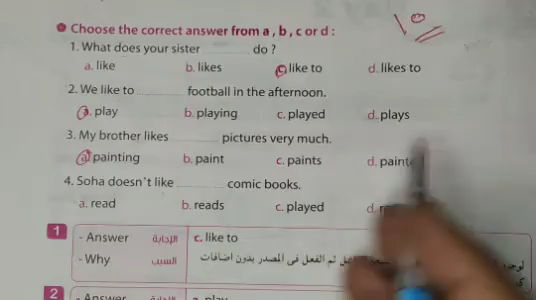 Choose the correct answer from a , b , c or d :
1. What does your sister ............ do ?
a. like b. likes c. like to d. likes to
2. We like to ............ football in the afternoon.
a. play b. playing c. played d. plays
3. My brother likes ............ pictures very much.
a. painting b. paint c. paints d. paint
4. Soha doesn't like ............ comic books.
a. read b. reads c. played d.
1 - Answer الإجابة c. like to
- Why السبب ثم الفعل فى المصدر بدون اضافات
2 - Answer الإجابة a. play